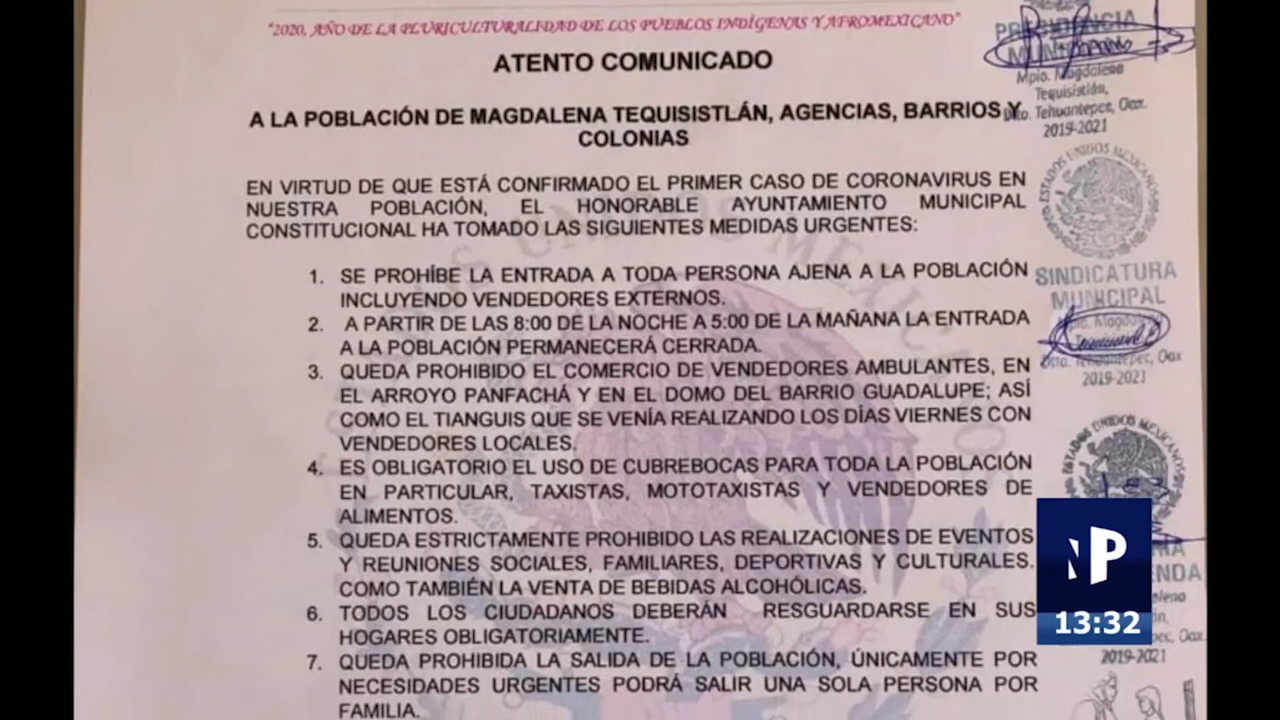 "2020, AÑO DE LA PLURICULTURALIDAD DE LOS PUEBLOS INDÍGENAS Y AFROMEXICANO"
ATENTO COMUNICADO
A LA POBLACIÓN DE MAGDALENA TEQUISISTLÁN, AGENCIAS, BARRIOS Y
COLONIAS
EN VIRTUD DE QUE ESTÁ CONFIRMADO EL PRIMER CASO DE CORONAVIRUS EN
NUESTRA POBLACIÓN, EL HONORABLE AYUNTAMIENTO MUNICIPAL
CONSTITUCIONAL HA TOMADO LAS SIGUIENTES MEDIDAS URGENTES:
1. SE PROHÍBE LA ENTRADA A TODA PERSONA AJENA A LA POBLACIÓN
INCLUYENDO VENDEDORES EXTERNOS.
2. A PARTIR DE LAS 8:00 DE LA NOCHE A 5:00 DE LA MAÑANA LA ENTRADA
A LA POBLACIÓN PERMANECERÁ CERRADA.
3. QUEDA PROHIBIDO EL COMERCIO DE VENDEDORES AMBULANTES, EN
EL ARROYO PANFACHÁ Y EN EL DOMO DEL BARRIO GUADALUPE; ASÍ
COMO EL TIANGUIS QUE SE VENÍA REALIZANDO LOS DÍAS VIERNES CON
VENDEDORES LOCALES.
4. ES OBLIGATORIO EL USO DE CUBREBOCAS PARA TODA LA POBLACIÓN
EN PARTICULAR, TAXISTAS, MOTOTAXISTAS Y VENDEDORES DE
ALIMENTOS.
5. QUEDA ESTRICTAMENTE PROHIBIDO LAS REALIZACIONES DE EVENTOS
Y REUNIONES SOCIALES, FAMILIARES, DEPORTIVAS Y CULTURALES.
COMO TAMBIÉN LA VENTA DE BEBIDAS ALCOHÓLICAS.
6. TODOS LOS CIUDADANOS DEBERÁN RESGUARDARSE EN SUS
HOGARES OBLIGATORIAMENTE.
7. QUEDA PROHIBIDA LA SALIDA DE LA POBLACIÓN, ÚNICAMENTE POR
NECESIDADES URGENTES PODRÁ SALIR UNA SOLA PERSONA POR
FAMILIA.
PRESIDENCIA
MUNICIPAL
Mpio. Magdalena
Tequisistlán,
Dto. Tehuantepec, Oax.
2019-2021
ESTADOS UNIDOS MEXICANOS
SINDICATURA
MUNICIPAL
2019-2021
ESTADOS UNIDOS MEXICANOS
NP
13:32
2019-2021